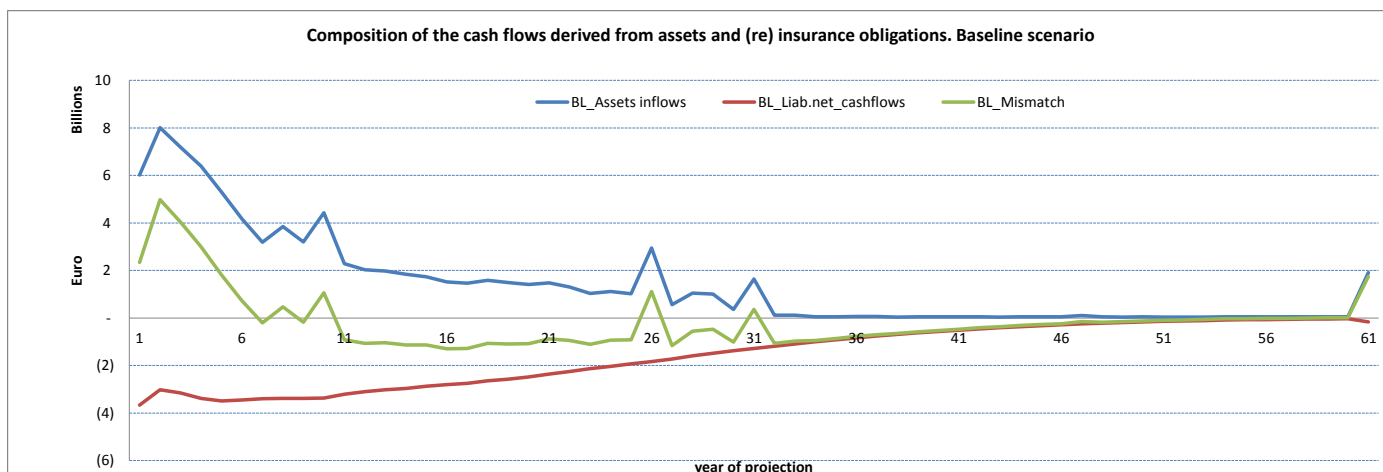 Composition of the cash flows derived from assets and (re) insurance obligations. Baseline scenario
Billions
Euro
BL_Assets inflows BL_Liab.net_cashflows BL_Mismatch
10
8
6
4
2
-
(2)
(4)
(6)
1 6 11 16 21 26 31 36 41 46 51 56 61
year of projection